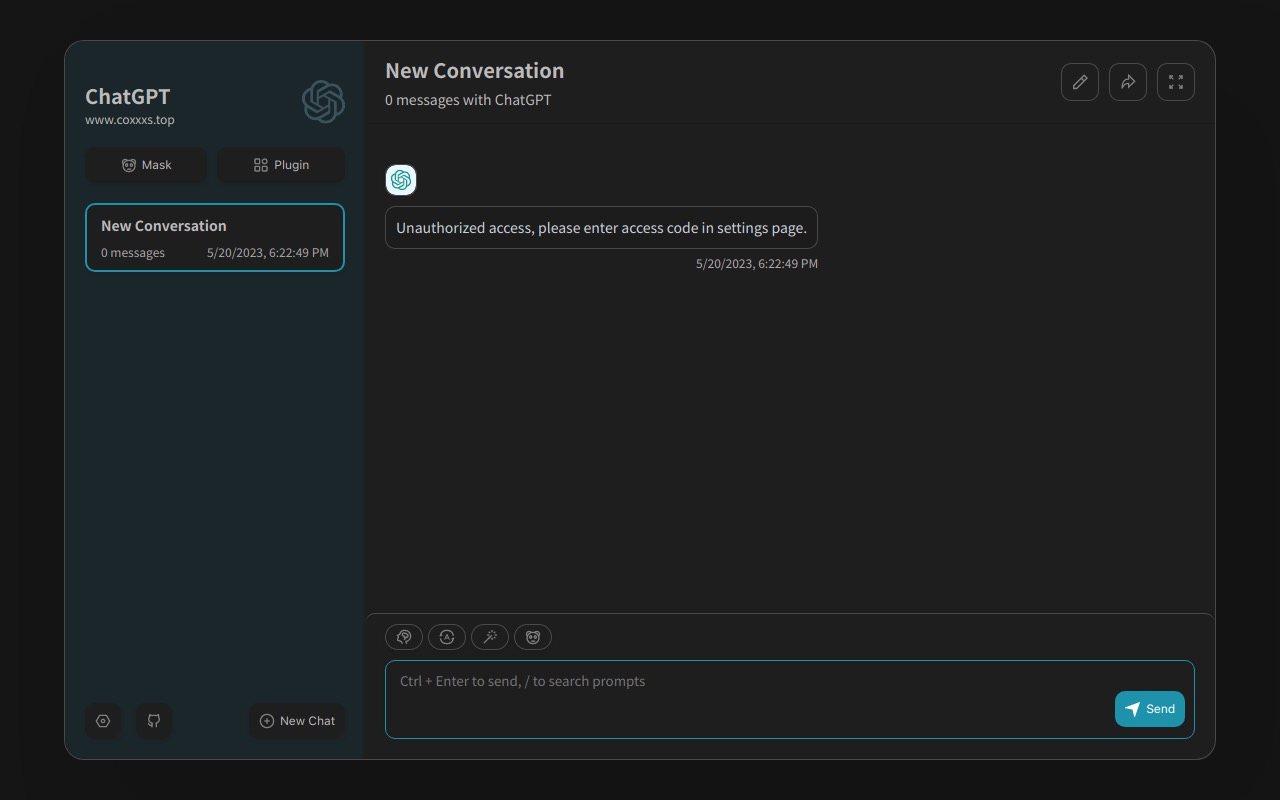 ChatGPT
www.coxxxs.top
Mask
Plugin
New Conversation
0 messages
5/20/2023, 6:22:49 PM
New Chat
New Conversation
0 messages with ChatGPT
Unauthorized access, please enter access code in settings page.
5/20/2023, 6:22:49 PM
Ctrl + Enter to send, / to search prompts
Send